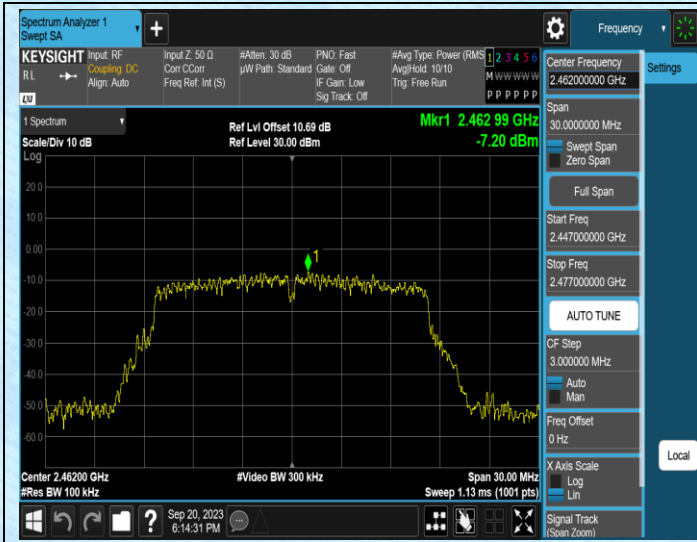 Spectrum Analyzer 1
Swept SA
+
Frequency
KEYSIGHT
RL
LXI
Input: RF
Coupling: DC
Align: Auto
Input Z: 50 Ω
Corr CCorr
Freq Ref: Int (S)
#Atten: 30 dB
µW Path: Standard
PNO: Fast
Gate: Off
IF Gain: Low
Sig Track: Off
#Avg Type: Power (RMS
Avg|Hold: 10/10
Trig: Free Run
1 2 3 4 5 6
M W W W W W
P P P P P P
1 Spectrum
Scale/Div 10 dB
Log
Ref Lvl Offset 10.69 dB
Ref Level 30.00 dBm
Mkr1 2.462 99 GHz
-7.20 dBm
20.0
10.0
0.00
-10.0
-20.0
-30.0
-40.0
-50.0
-60.0
1
Center 2.46200 GHz
#Res BW 100 kHz
#Video BW 300 kHz
Span 30.00 MHz
Sweep 1.13 ms (1001 pts)
?
Sep 20, 2023
6:14:31 PM
Center Frequency
2.462000000 GHz
Span
30.0000000 MHz
Swept Span
Zero Span
Full Span
Start Freq
2.447000000 GHz
Stop Freq
2.477000000 GHz
AUTO TUNE
CF Step
3.000000 MHz
Auto
Man
Freq Offset
0 Hz
X Axis Scale
Log
Lin
Signal Track
(Span Zoom)
Settings
Local